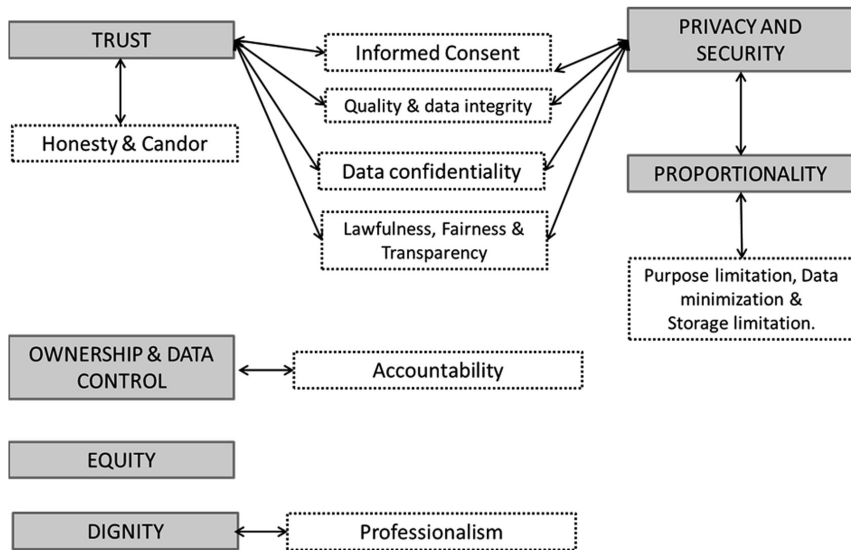 TRUST
Informed Consent
PRIVACY AND
SECURITY
Quality & data integrity
Honesty & Candor
Data confidentiality
PROPORTIONALITY
Lawfulness, Fairness &
Transparency
Purpose limitation, Data
minimization &
Storage limitation.
OWNERSHIP & DATA
CONTROL
Accountability
EQUITY
DIGNITY
Professionalism